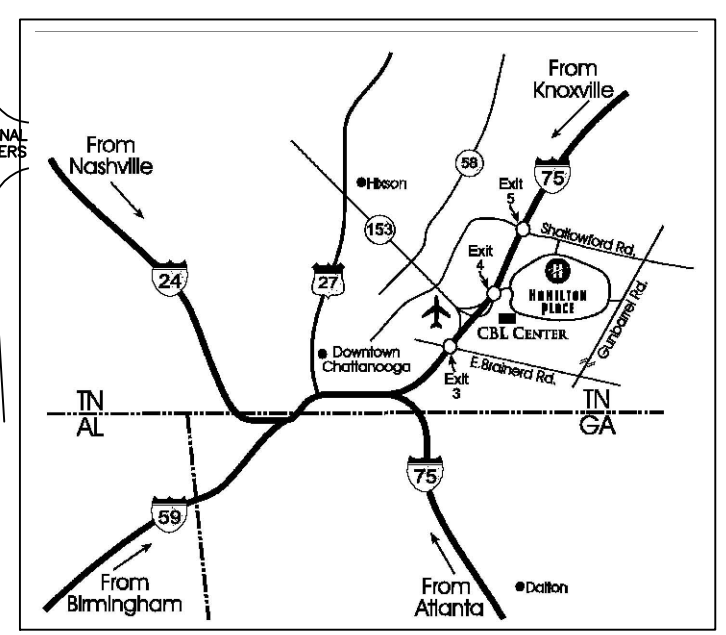 NAL
ERS
From
Knoxville
From
Nashville
58
75
Exit
5
Hixson
153
Shallowford Rd.
Exit
4
24
27
HAMILTON
PLACE
Gunbarrel Rd.
CBL CENTER
Downtown
Chattanooga
E.Brainerd Rd.
Exit
3
TN
AL
TN
GA
75
59
From
Birmingham
From
Atlanta
Dalton